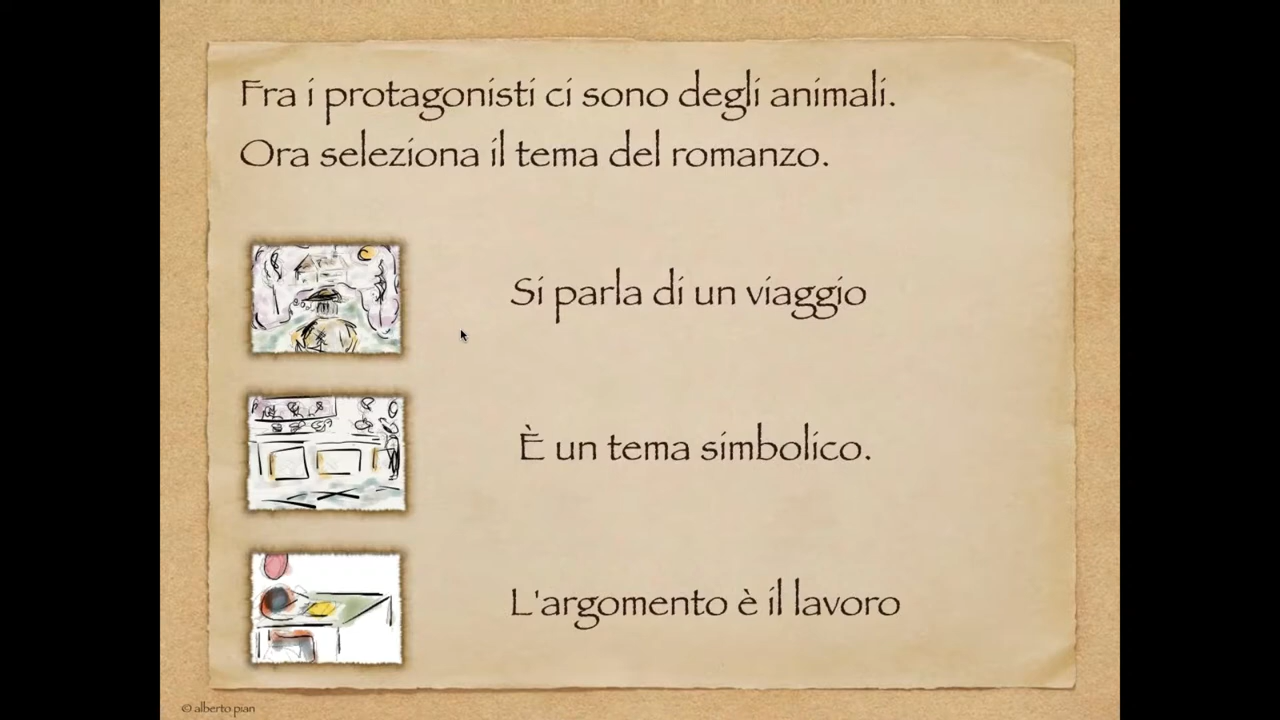 Fra i protagonisti ci sono degli animali.
Ora seleziona il tema del romanzo.
Si parla di un viaggio
È un tema simbolico.
L'argomento è il lavoro
© alberto pian